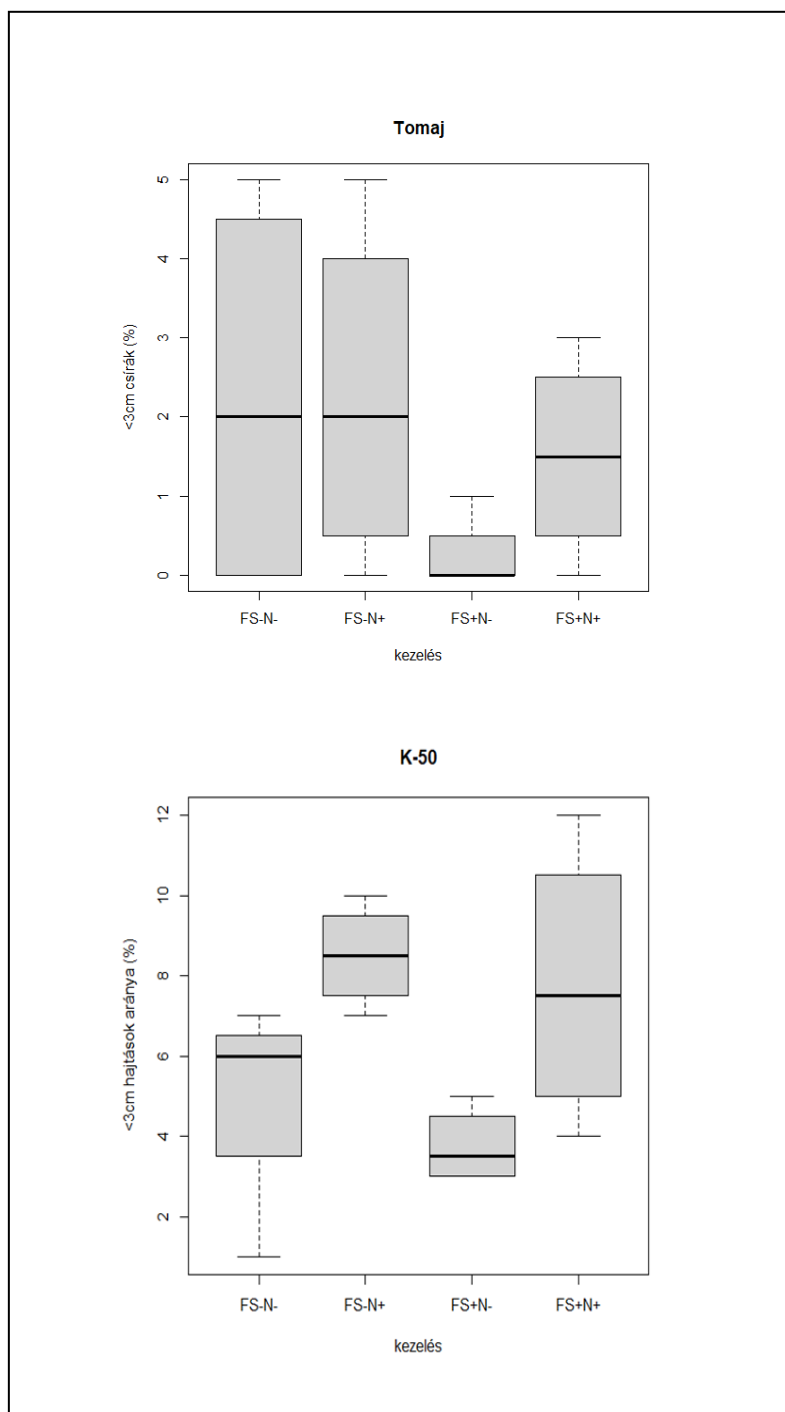 Tomaj
<3cm csírák (%)
5
4
3
2
1
0
FS-N- FS-N+ FS+N- FS+N+
kezelés
K-50
<3cm hajtások aránya (%)
12
10
8
6
4
2
FS-N- FS-N+ FS+N- FS+N+
kezelés